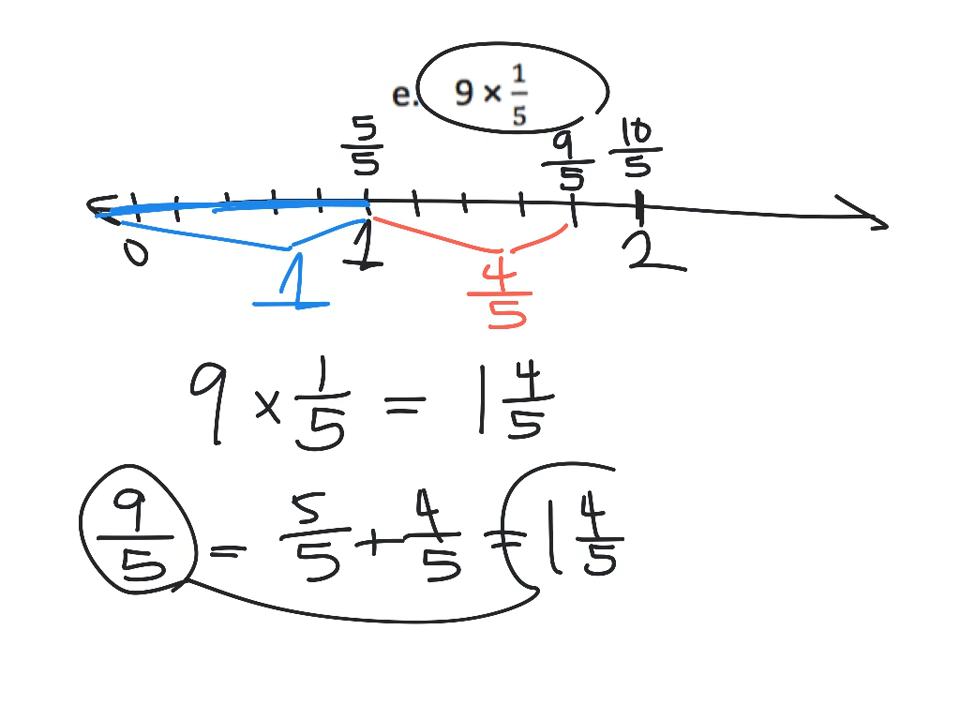 e. 9 × 1/5
5/5 9/5 10/5
0 1 2
1 4/5
9 × 1/5 = 1 4/5
9/5 = 5/5 + 4/5 = 1 4/5